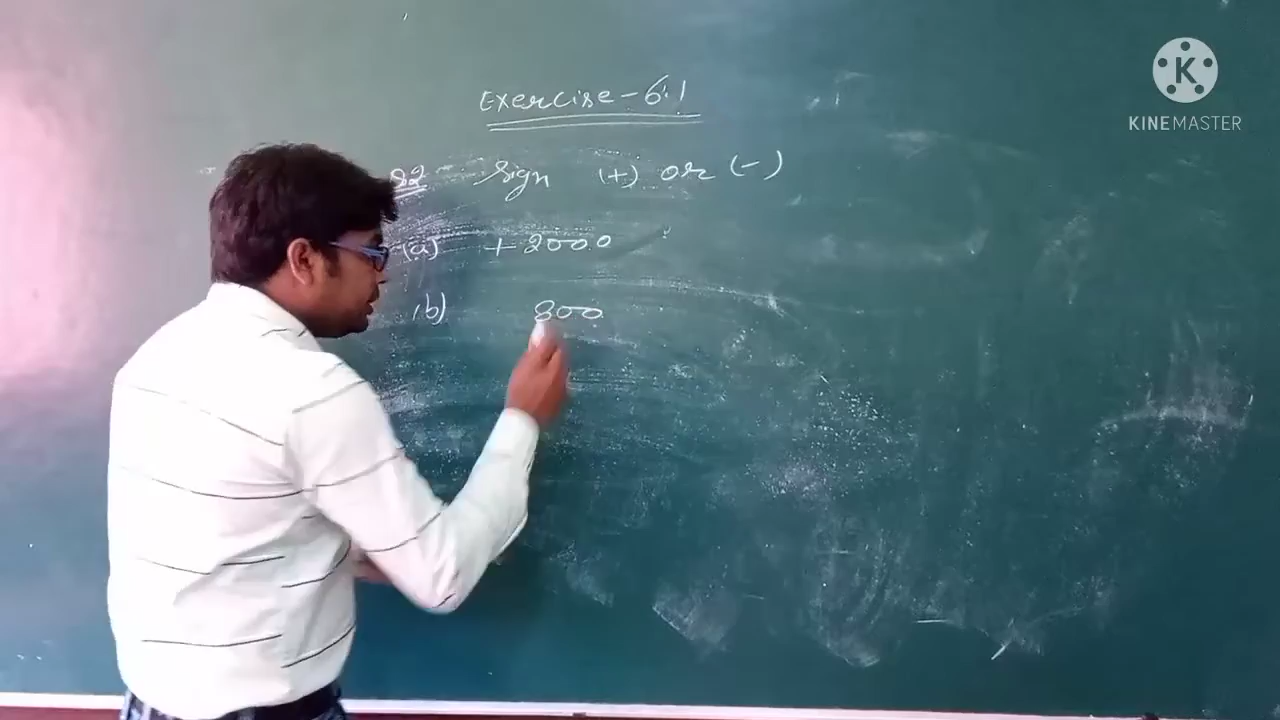 Exercise - 6.1
Sign (+) or (-)
(a) +2000
(b) 800
K
KINEMASTER